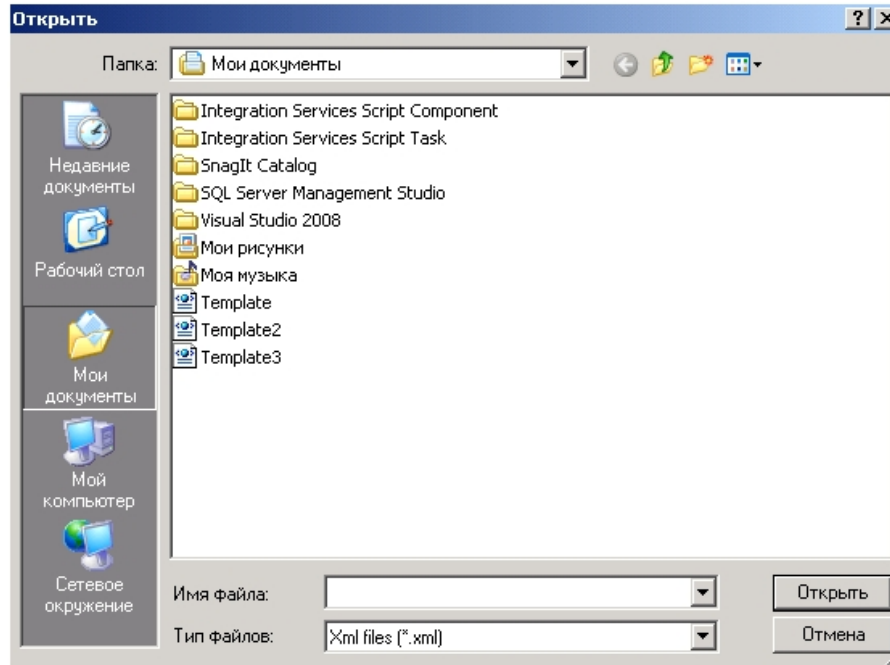 Открыть
Папка: Мои документы
Недавние документы
Рабочий стол
Мои документы
Мой компьютер
Сетевое окружение
Integration Services Script Component
Integration Services Script Task
SnagIt Catalog
SQL Server Management Studio
Visual Studio 2008
Мои рисунки
Моя музыка
Template
Template2
Template3
Имя файла:
Открыть
Тип файлов: Xml files (*.xml)
Отмена